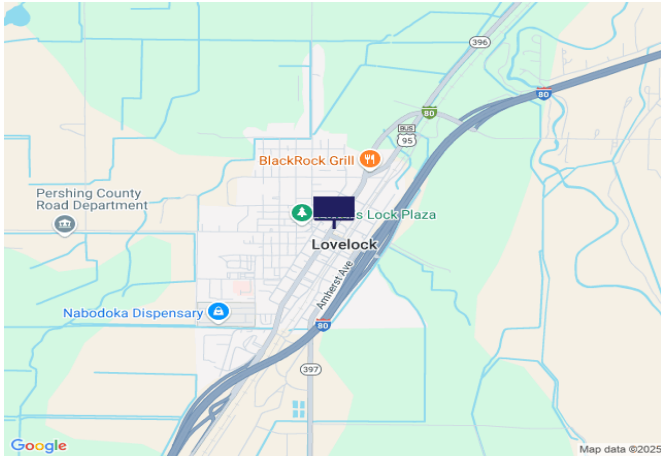 396
80
80
BUS
95
BlackRock Grill
Pershing County
Road Department
s Lock Plaza
Lovelock
Amherst Ave
Nabodoka Dispensary
80
397
Google
Map data ©2025